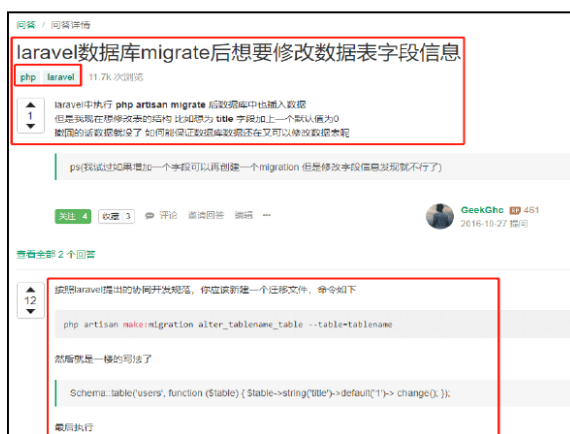 问答 / 问答详情
laravel数据库migrate后想要修改数据表字段信息
php laravel 11.7k 次浏览
1
laravel中执行 php artisan migrate 后数据库中也插入数据
但是我现在想修改表的结构 比如想为 title 字段加上一个默认值为0
撤回的话数据就没了 如何能保证数据库数据还在又可以修改数据表呢
ps(我试过如果增加一个字段可以再创建一个migration 但是修改字段信息发现就不行了)
关注 4 收藏 3 评论 邀请回答 编辑 ...
GeekGhc 461
2016-10-27 提问
查看全部 2 个回答
12
按照laravel提出的协同开发规范，你应该新建一个迁移文件，命令如下
php artisan make:migration alter_tablename_table --table=tablename
然后就是一楼的写法了
Schema::table('users', function ($table) { $table->string('title')->default('1')-> change(); });
最后执行